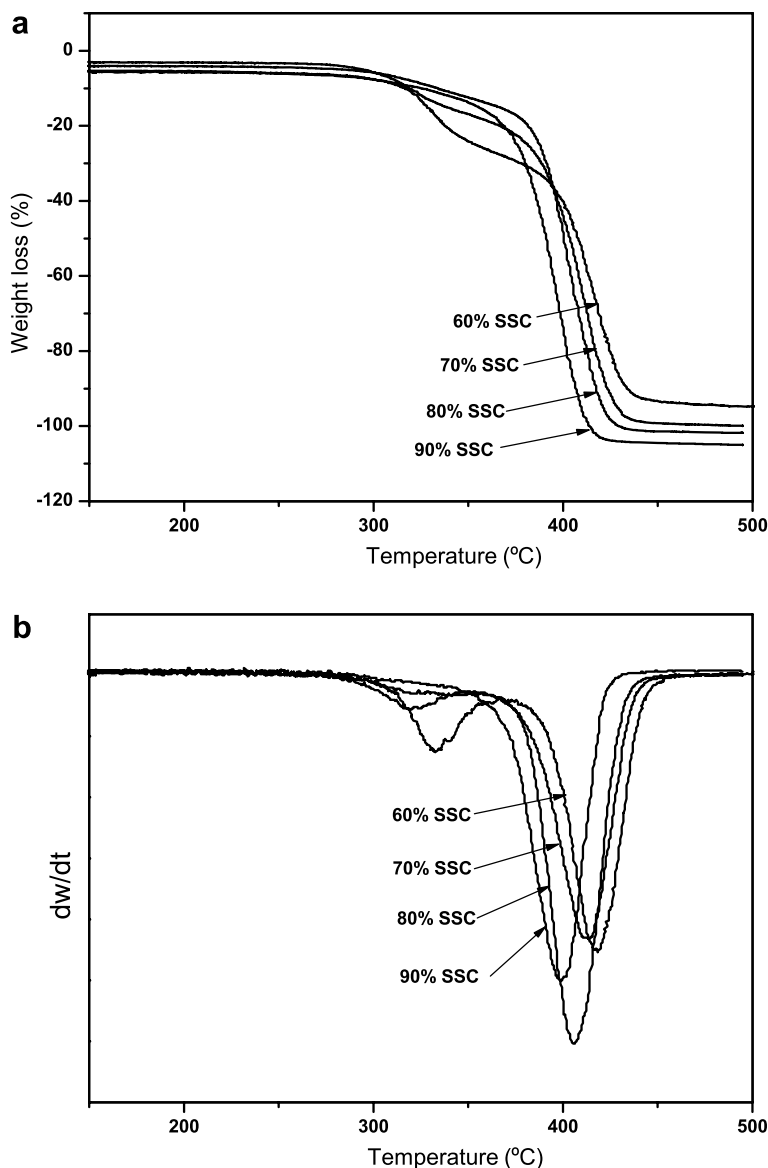 a
0
-20
-40
-60
-80
-100
-120
Weight loss (%)
60% SSC
70% SSC
80% SSC
90% SSC
200
300
400
500
Temperature (ºC)
b
dw/dt
60% SSC
70% SSC
80% SSC
90% SSC
200
300
400
500
Temperature (ºC)